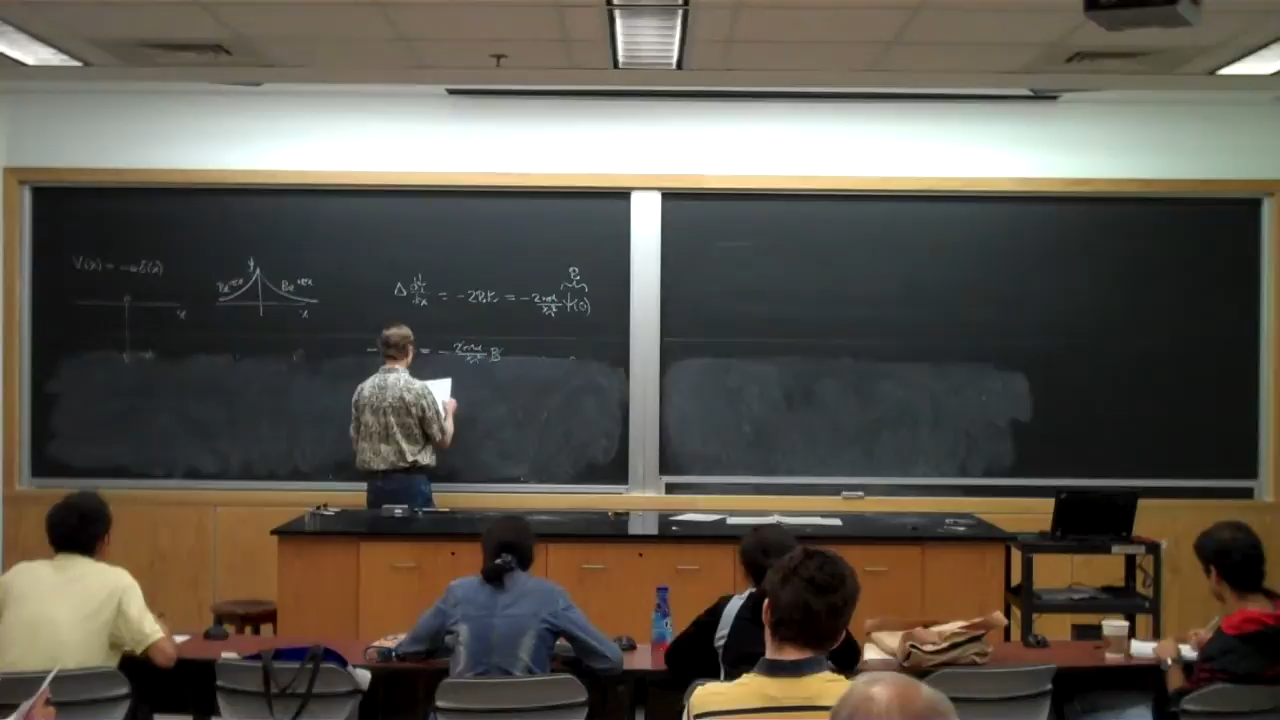 V(x) = -αδ(x)
x
ψ
Be^κx
Be^-κx
x
Δ dψ/dx = -2Bκ = -2mα/ħ² ψ(0)
B
= - 2mα/ħ² B